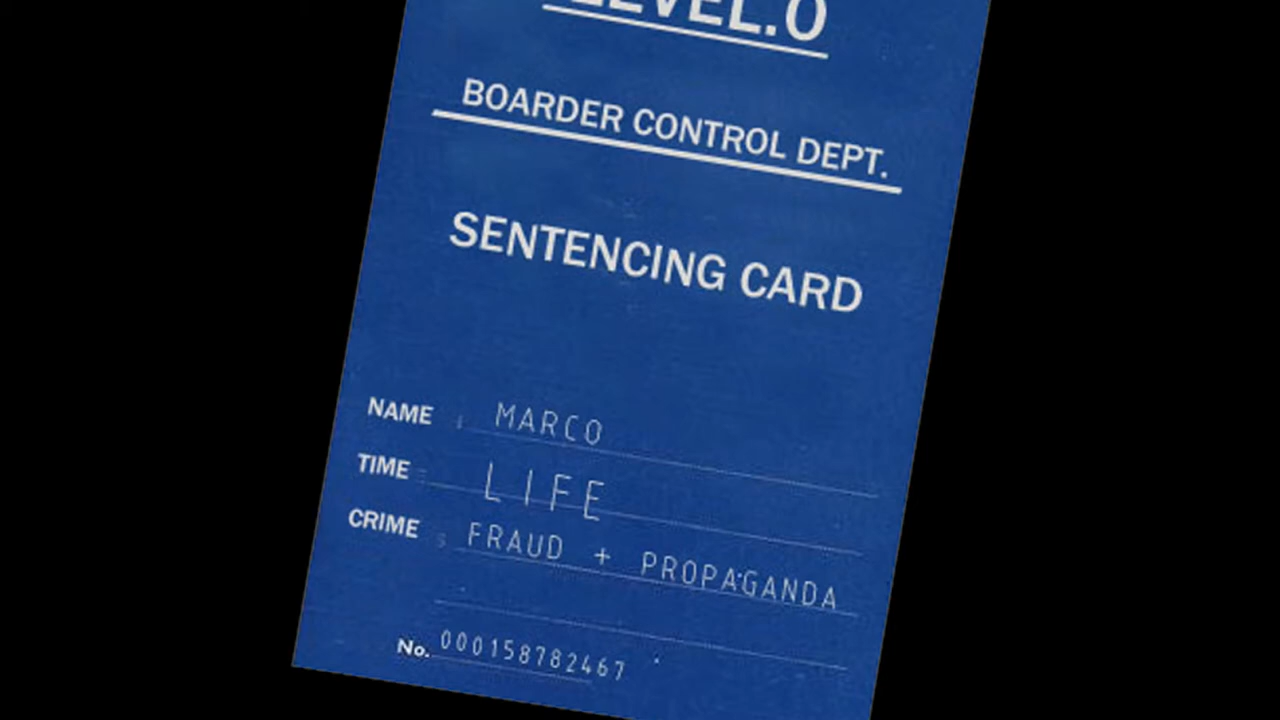 LEVEL.0
BOARDER CONTROL DEPT.
SENTENCING CARD
NAME : MARCO
TIME : LIFE
CRIME : FRAUD + PROPAGANDA
No. 000158782467